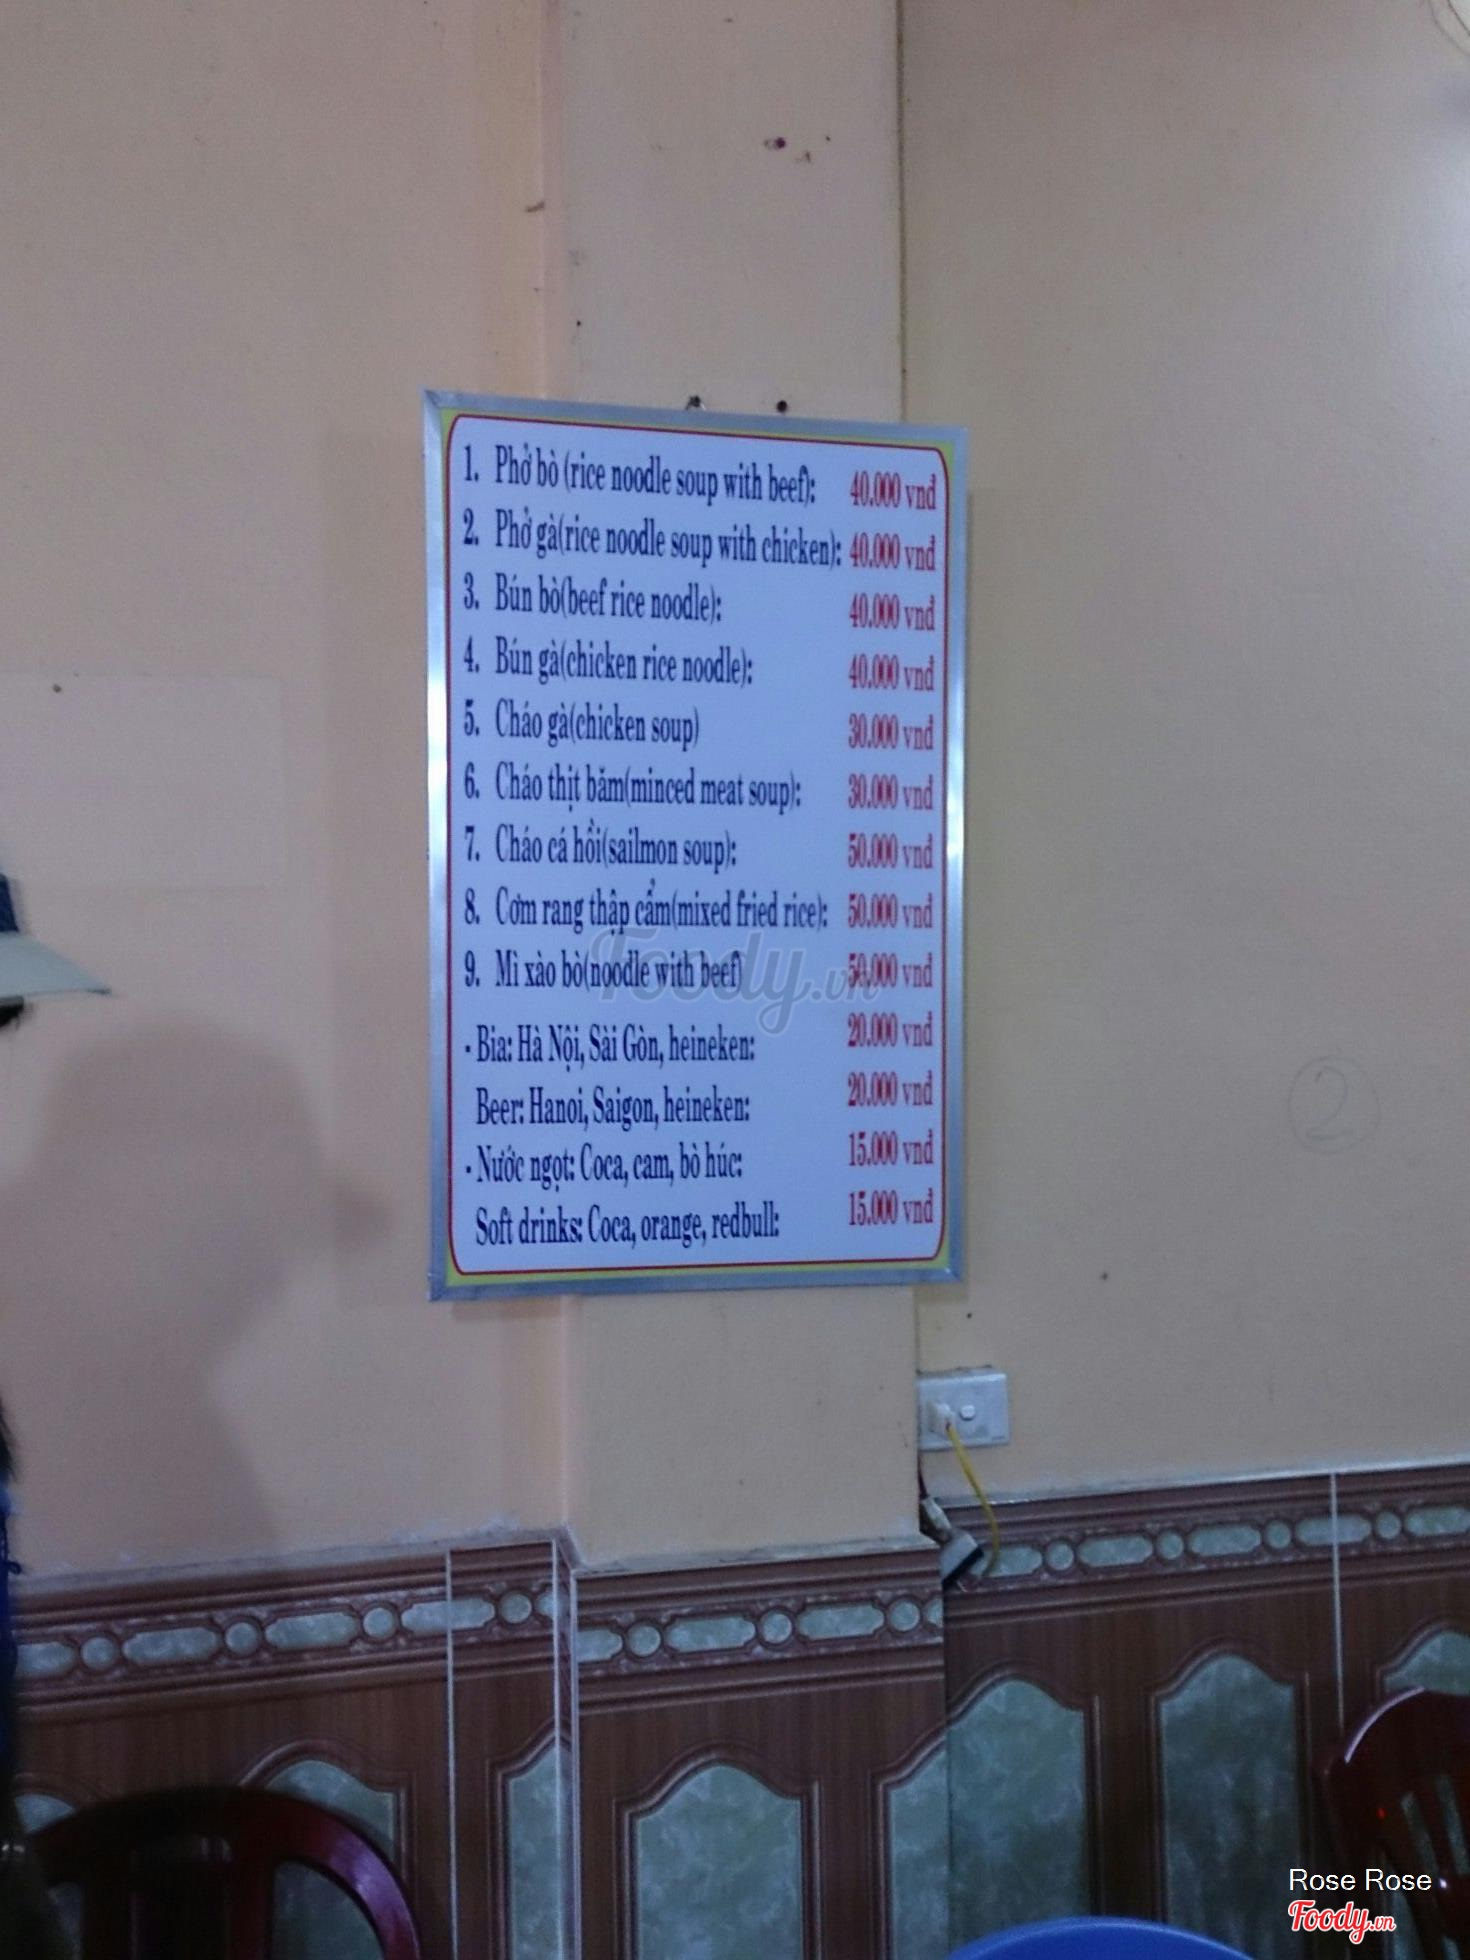 1. Phở bò (rice noodle soup with beef): 40.000 vnđ
2. Phở gà(rice noodle soup with chicken): 40.000 vnđ
3. Bún bò(beef rice noodle): 40.000 vnđ
4. Bún gà(chicken rice noodle): 40.000 vnđ
5. Cháo gà(chicken soup) 30.000 vnđ
6. Cháo thịt băm(minced meat soup): 30.000 vnđ
7. Cháo cá hồi(sailmon soup): 50.000 vnđ
8. Cơm rang thập cẩm(mixed fried rice): 50.000 vnđ
9. Mì xào bò(noodle with beef) 50.000 vnđ
- Bia: Hà Nội, Sài Gòn, heineken: 20.000 vnđ
Beer: Hanoi, Saigon, heineken: 20.000 vnđ
- Nước ngọt: Coca, cam, bò húc: 15.000 vnđ
Soft drinks: Coca, orange, redbull: 15.000 vnđ
Foody.vn
2
Rose Rose
Foody.vn